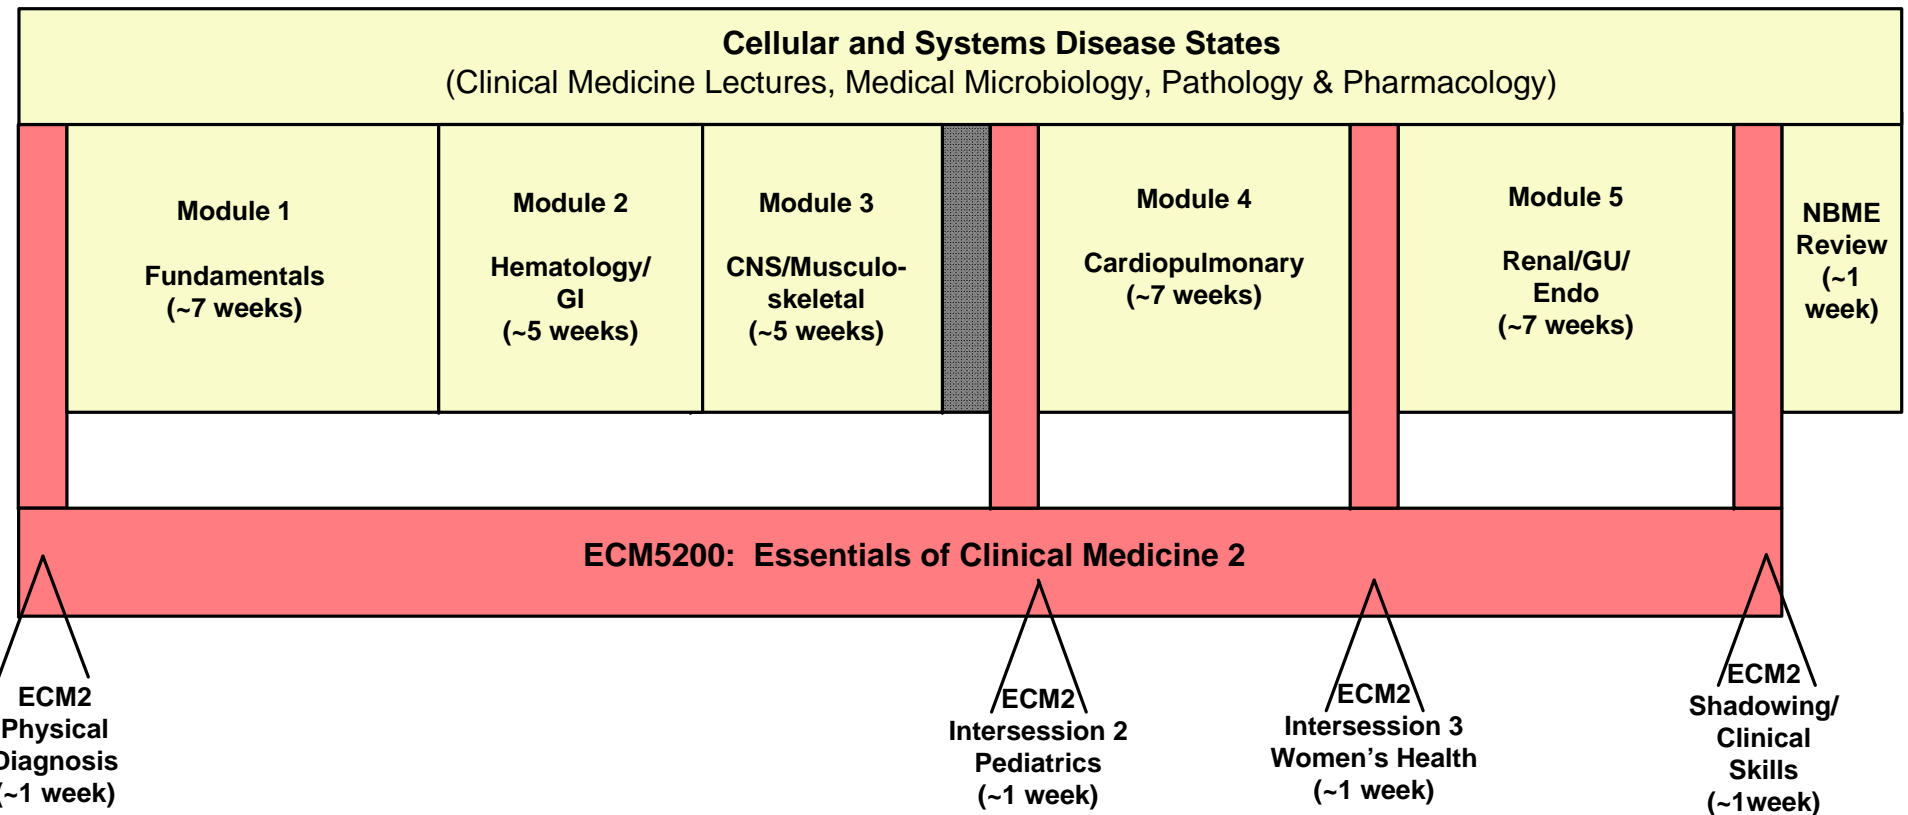 Cellular and Systems Disease States
(Clinical Medicine Lectures, Medical Microbiology, Pathology & Pharmacology)
Module 1
Fundamentals
(~7 weeks)
Module 2
Hematology/
GI
(~5 weeks)
Module 3
CNS/Musculo-
skeletal
(~5 weeks)
Module 4
Cardiopulmonary
(~7 weeks)
Module 5
Renal/GU/
Endo
(~7 weeks)
NBME
Review
(~1
week)
ECM5200:  Essentials of Clinical Medicine 2
ECM2
Physical
Diagnosis
(~1 week)
ECM2
Intersession 2
Pediatrics
(~1 week)
ECM2
Intersession 3
Women’s Health
(~1 week)
ECM2
Shadowing/
Clinical
Skills
(~1week)